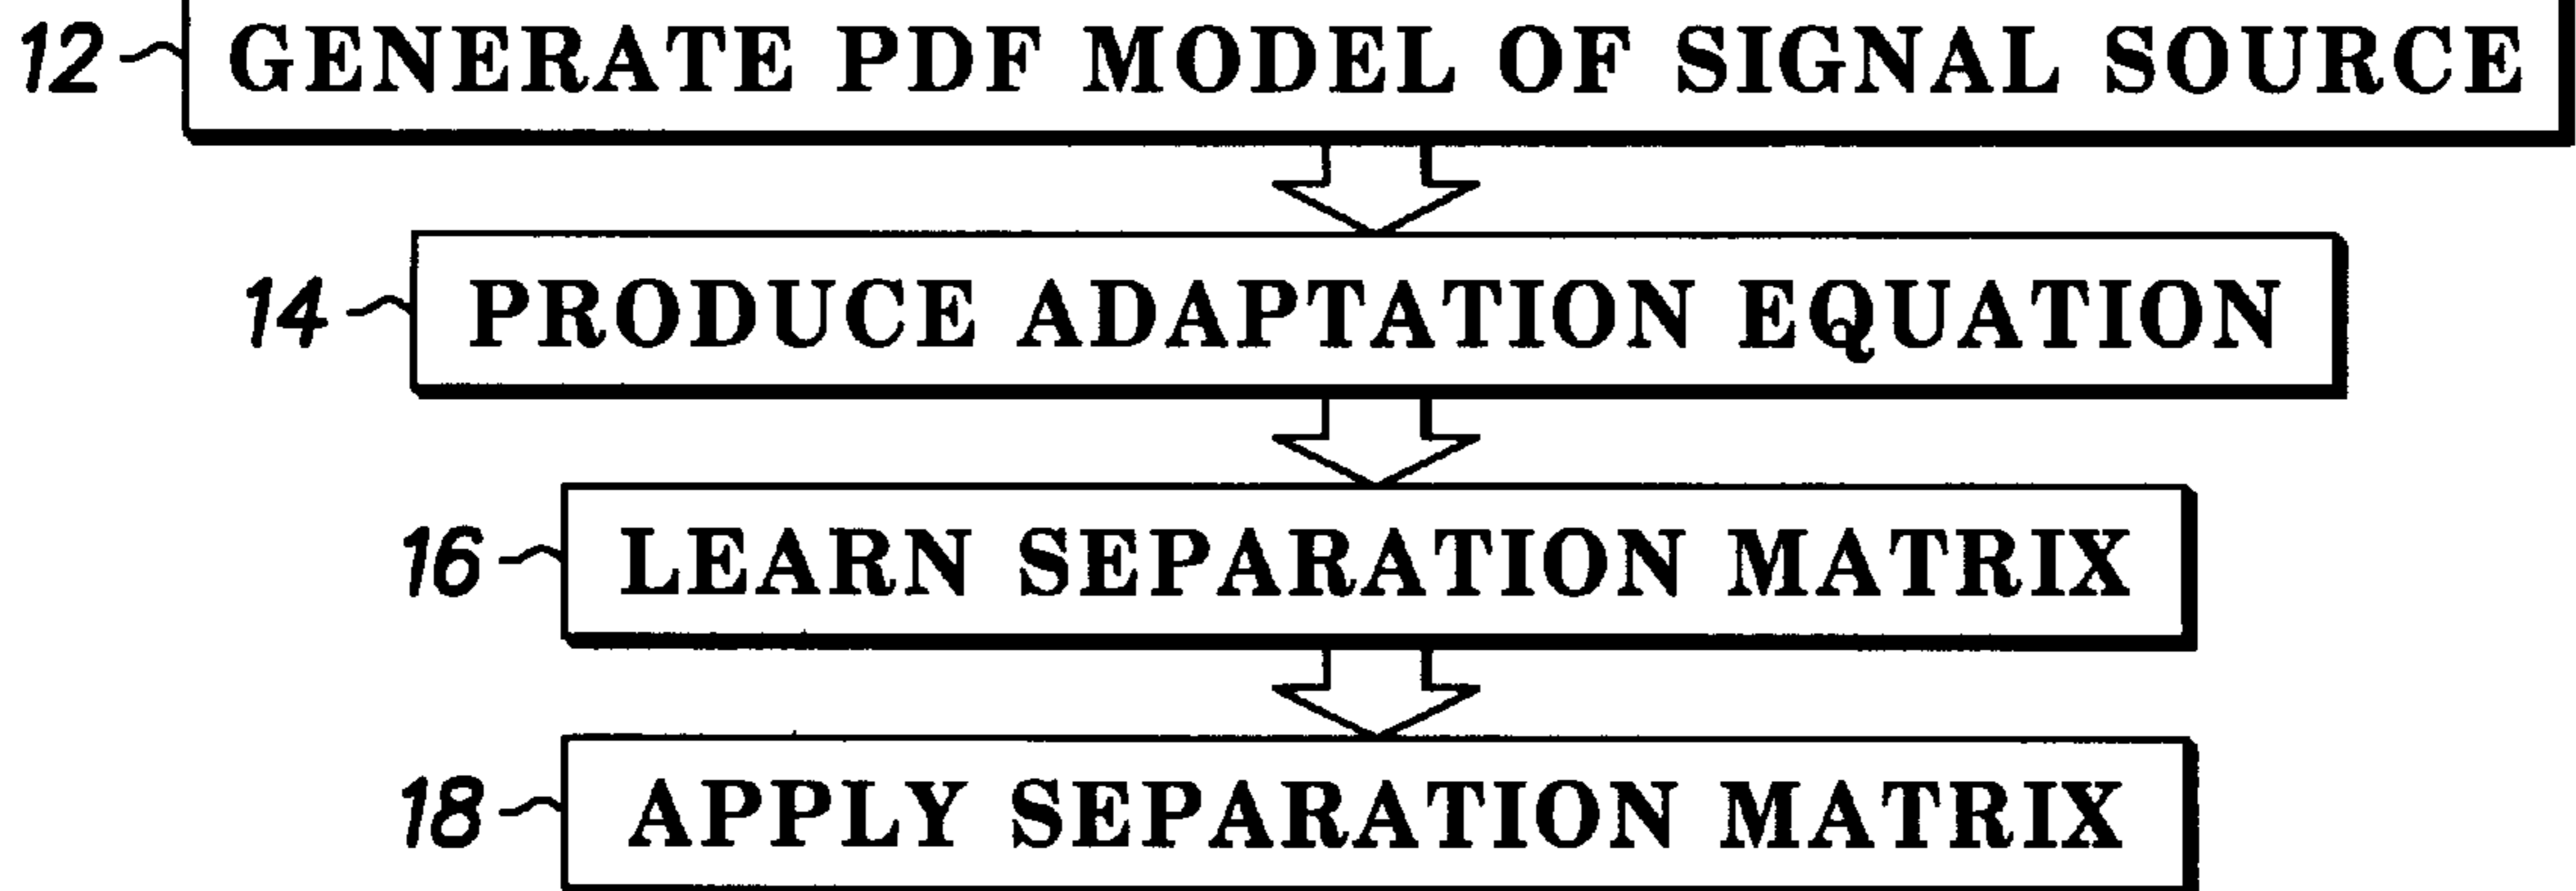 12 GENERATE PDF MODEL OF SIGNAL SOURCE
14 PRODUCE ADAPTATION EQUATION
16 LEARN SEPARATION MATRIX
18 APPLY SEPARATION MATRIX